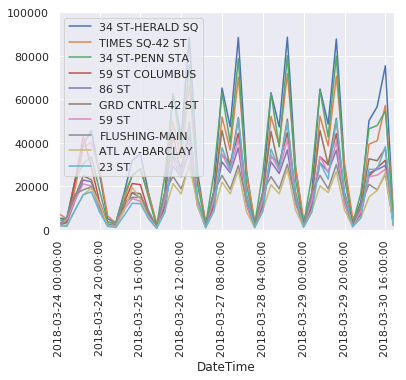 100000
80000
60000
40000
20000
0
34 ST-HERALD SQ
TIMES SQ-42 ST
34 ST-PENN STA
59 ST COLUMBUS
86 ST
GRD CNTRL-42 ST
59 ST
FLUSHING-MAIN
ATL AV-BARCLAY
23 ST
2018-03-24 00:00:00
2018-03-24 20:00:00
2018-03-25 16:00:00
2018-03-26 12:00:00
2018-03-27 08:00:00
2018-03-28 04:00:00
2018-03-29 00:00:00
2018-03-29 20:00:00
2018-03-30 16:00:00
DateTime